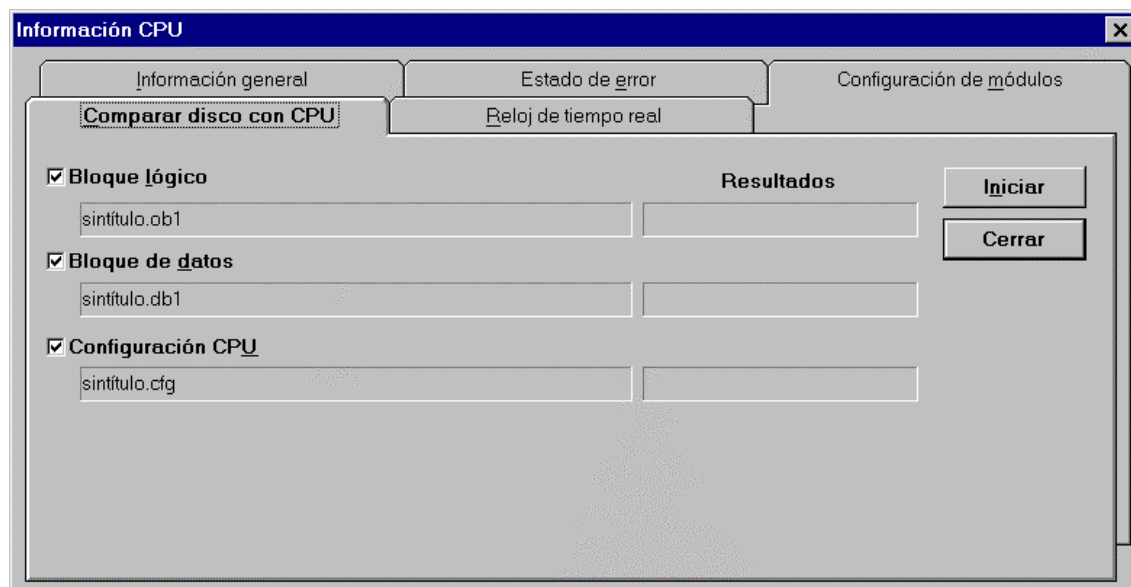 Información CPU
Información general
Estado de error
Configuración de módulos
Comparar disco con CPU
Reloj de tiempo real
Bloque lógico
Resultados
Iniciar
sintítulo.ob1
Cerrar
Bloque de datos
sintítulo.db1
Configuración CPU
sintítulo.cfg